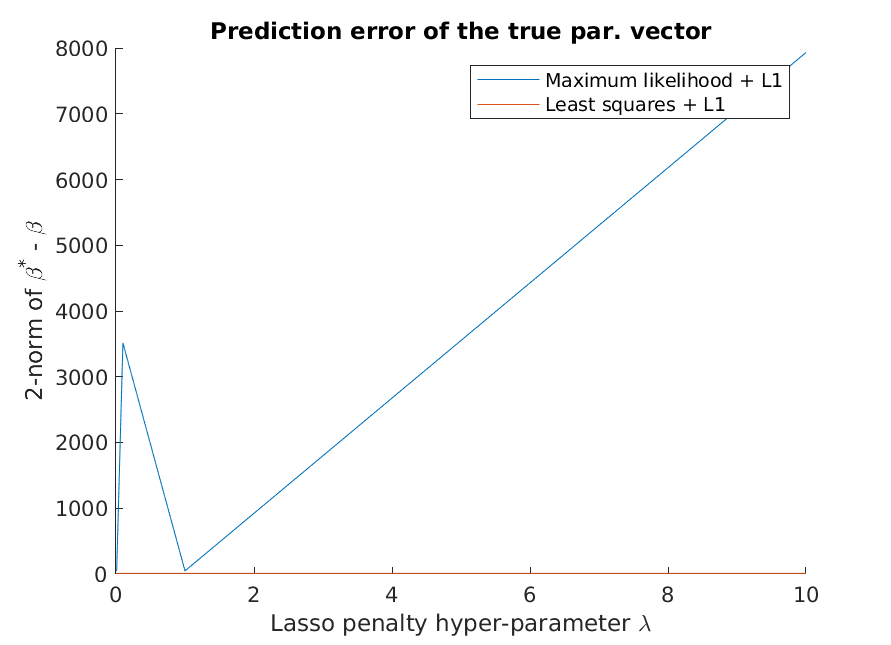 Prediction error of the true par. vector
Maximum likelihood + L1
Least squares + L1
2-norm of β* - β
8000
7000
6000
5000
4000
3000
2000
1000
0
0 2 4 6 8 10
Lasso penalty hyper-parameter λ